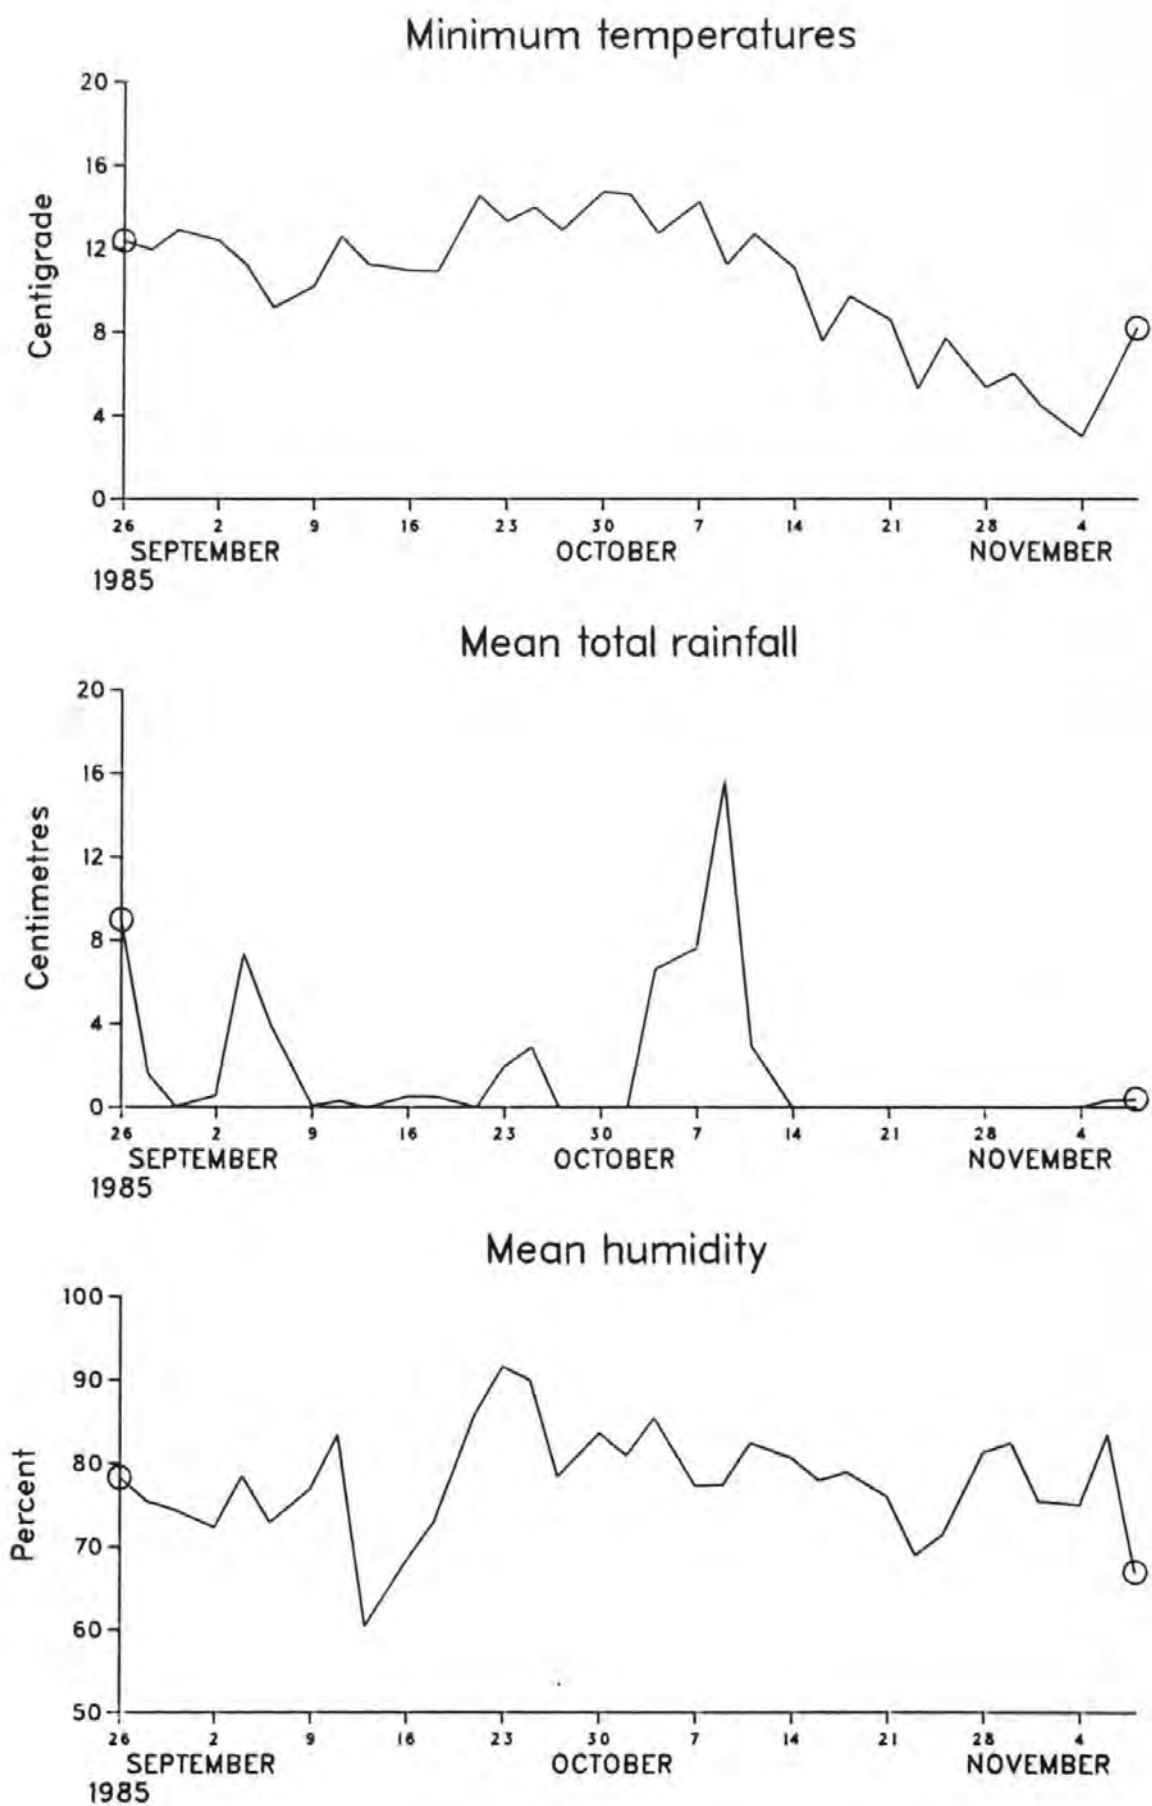 Minimum temperatures
20
16
12
8
4
0
Centigrade
26 2 9 16 23 30 7 14 21 28 4
SEPTEMBER OCTOBER NOVEMBER
1985
Mean total rainfall
20
16
12
8
4
0
Centimetres
26 2 9 16 23 30 7 14 21 28 4
SEPTEMBER OCTOBER NOVEMBER
1985
Mean humidity
100
90
80
70
60
50
Percent
26 2 9 16 23 30 7 14 21 28 4
SEPTEMBER OCTOBER NOVEMBER
1985